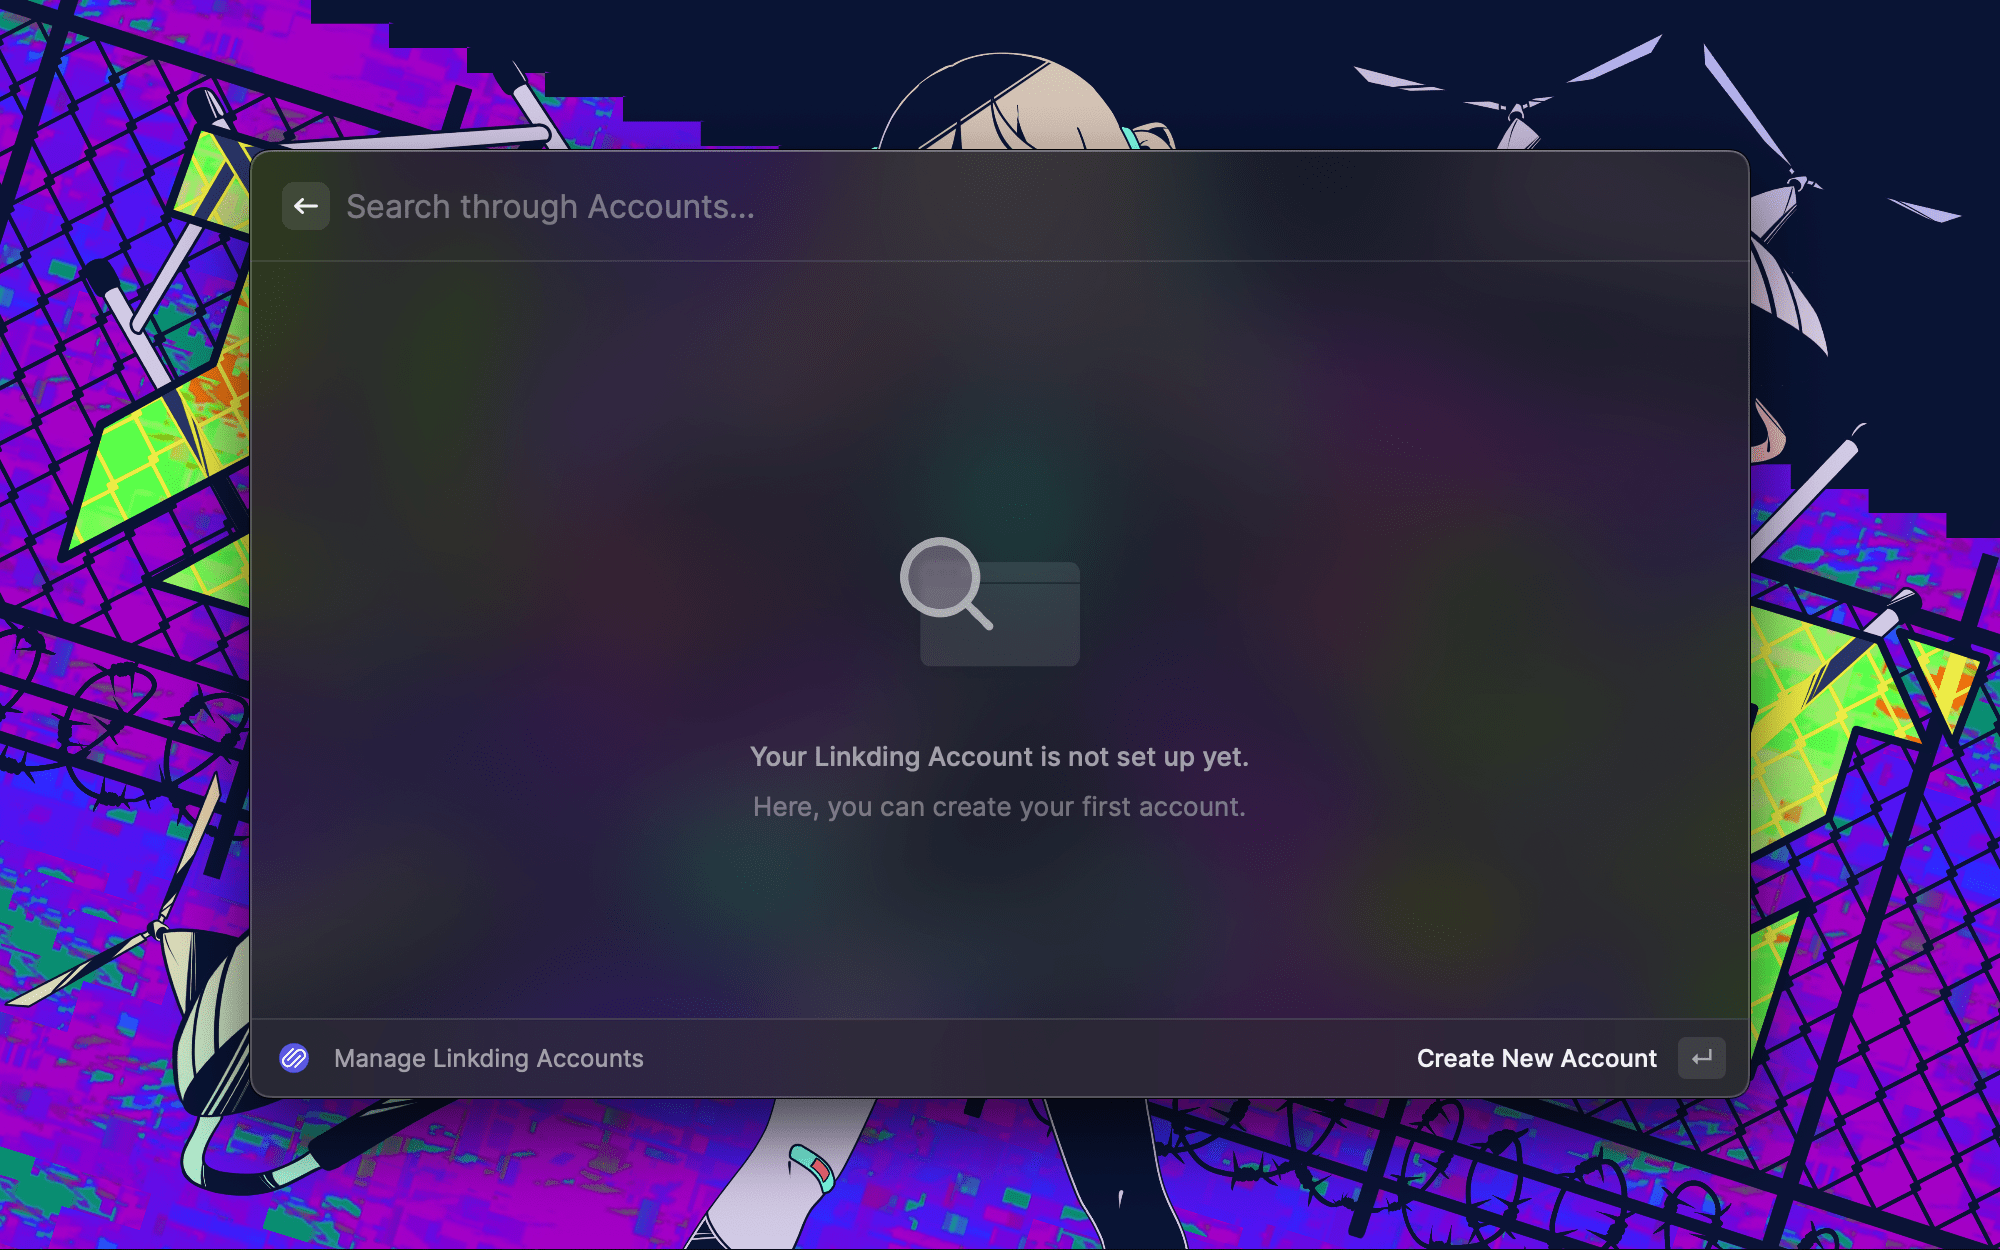 Search through Accounts...
Your Linkding Account is not set up yet.
Here, you can create your first account.
Manage Linkding Accounts
Create New Account